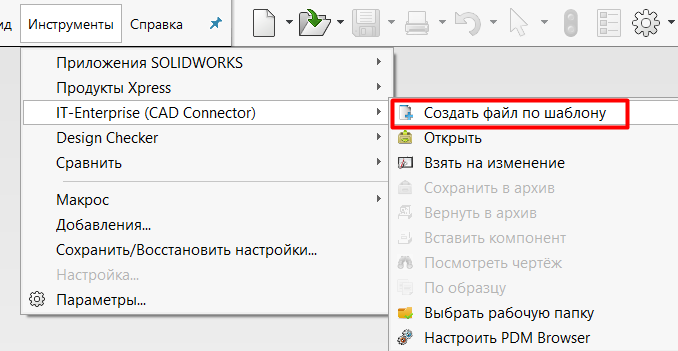 ид Инструменты Справка
Приложения SOLIDWORKS
Продукты Xpress
IT-Enterprise (CAD Connector)
Design Checker
Сравнить
Макрос
Добавления...
Сохранить/Восстановить настройки...
Настройка...
Параметры...
Создать файл по шаблону
Открыть
Взять на изменение
Сохранить в архив
Вернуть в архив
Вставить компонент
Посмотреть чертёж
По образцу
Выбрать рабочую папку
Настроить PDM Browser